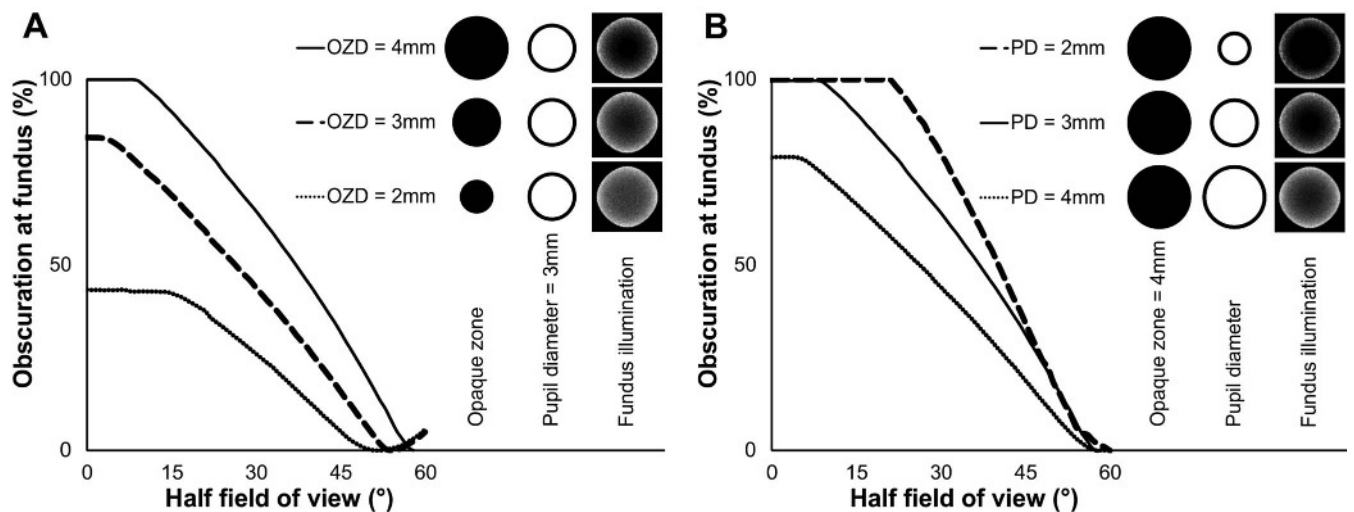 A
OZD = 4mm
OZD = 3mm
OZD = 2mm
Obscuration at fundus (%)
100
50
0
0 15 30 45 60
Half field of view (°)
Opaque zone
Pupil diameter = 3mm
Fundus illumination
B
PD = 2mm
PD = 3mm
PD = 4mm
Obscuration at fundus (%)
100
50
0
0 15 30 45 60
Half field of view (°)
Opaque zone = 4mm
Pupil diameter
Fundus illumination